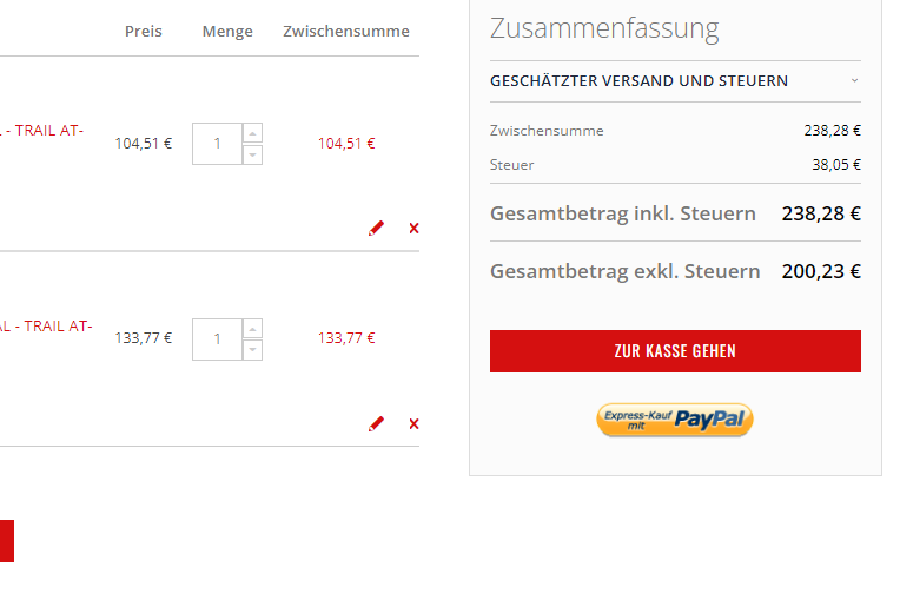 Preis Menge Zwischensumme
- TRAIL AT-
104,51 € 1 104,51 €
AL - TRAIL AT-
133,77 € 1 133,77 €
Zusammenfassung
GESCHÄTZTER VERSAND UND STEUERN
Zwischensumme 238,28 €
Steuer 38,05 €
Gesamtbetrag inkl. Steuern 238,28 €
Gesamtbetrag exkl. Steuern 200,23 €
ZUR KASSE GEHEN
Express-Kauf
mit PayPal